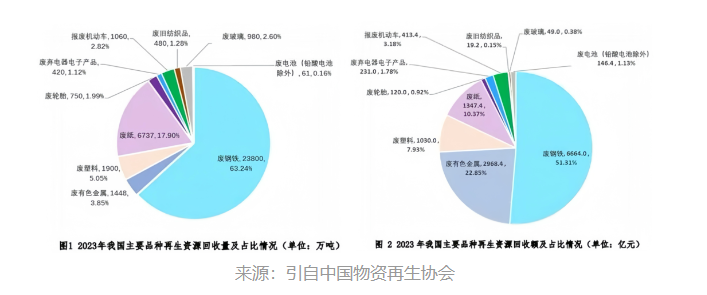 报废机动车，1060，
2.82%
废旧纺织品，
480，1.28%
废玻璃，980，2.60%
废弃电器电子产品，
420，1.12%
废电池（铅酸电池
除外），61，0.16%
废轮胎，750，1.99%
废纸，6737，17.90%
废钢铁，23800，
63.24%
废塑料，1900，
5.05%
废有色金属，1448，
3.85%
图1 2023年我国主要品种再生资源回收量及占比情况（单位：万吨）
报废机动车，413.4，
3.18%
废旧纺织品，
19.2，0.15%
废玻璃，49.0，0.38%
废弃电器电子产品，
231.0，1.78%
废电池（铅酸电池除外）
146.4，1.13%
废轮胎，120.0，0.92%
废纸，
1347.4，
10.37%
废塑料，1030.0，
7.93%
废钢铁，6664.0，
51.31%
废有色金属，2968.4，
22.85%
图 2 2023 年我国主要品种再生资源回收额及占比情况（单位：亿元）
来源：引自中国物资再生协会